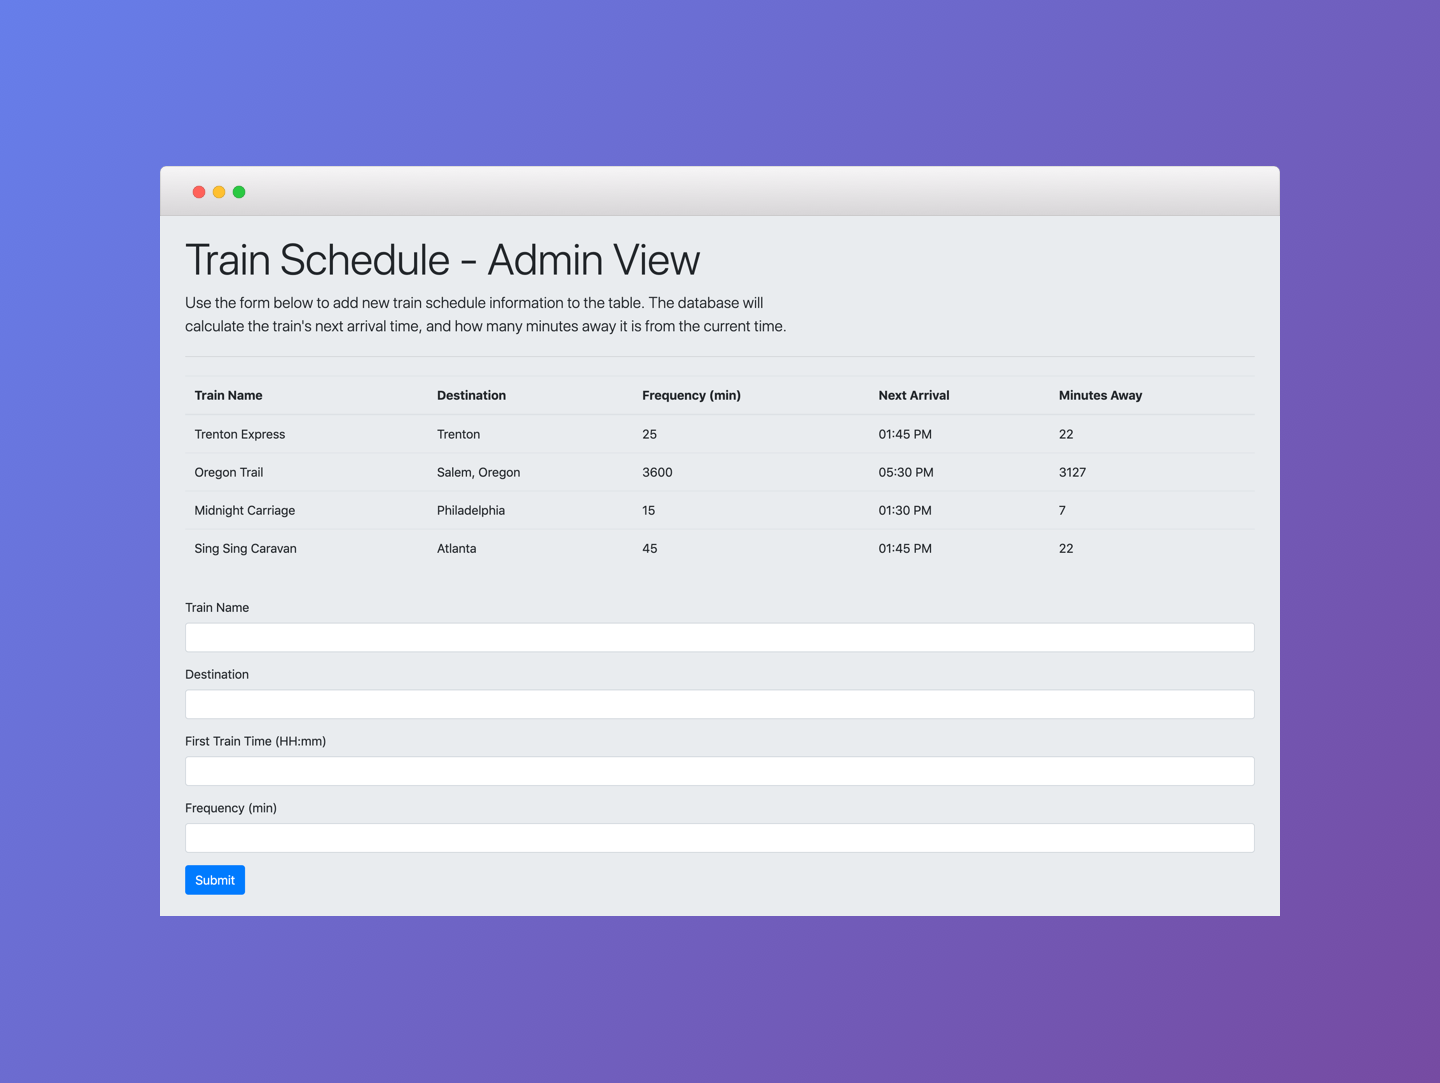 Train Schedule - Admin View
Use the form below to add new train schedule information to the table. The database will
calculate the train's next arrival time, and how many minutes away it is from the current time.
Train Name Destination Frequency (min) Next Arrival Minutes Away
Trenton Express Trenton 25 01:45 PM 22
Oregon Trail Salem, Oregon 3600 05:30 PM 3127
Midnight Carriage Philadelphia 15 01:30 PM 7
Sing Sing Caravan Atlanta 45 01:45 PM 22
Train Name
Destination
First Train Time (HH:mm)
Frequency (min)
Submit